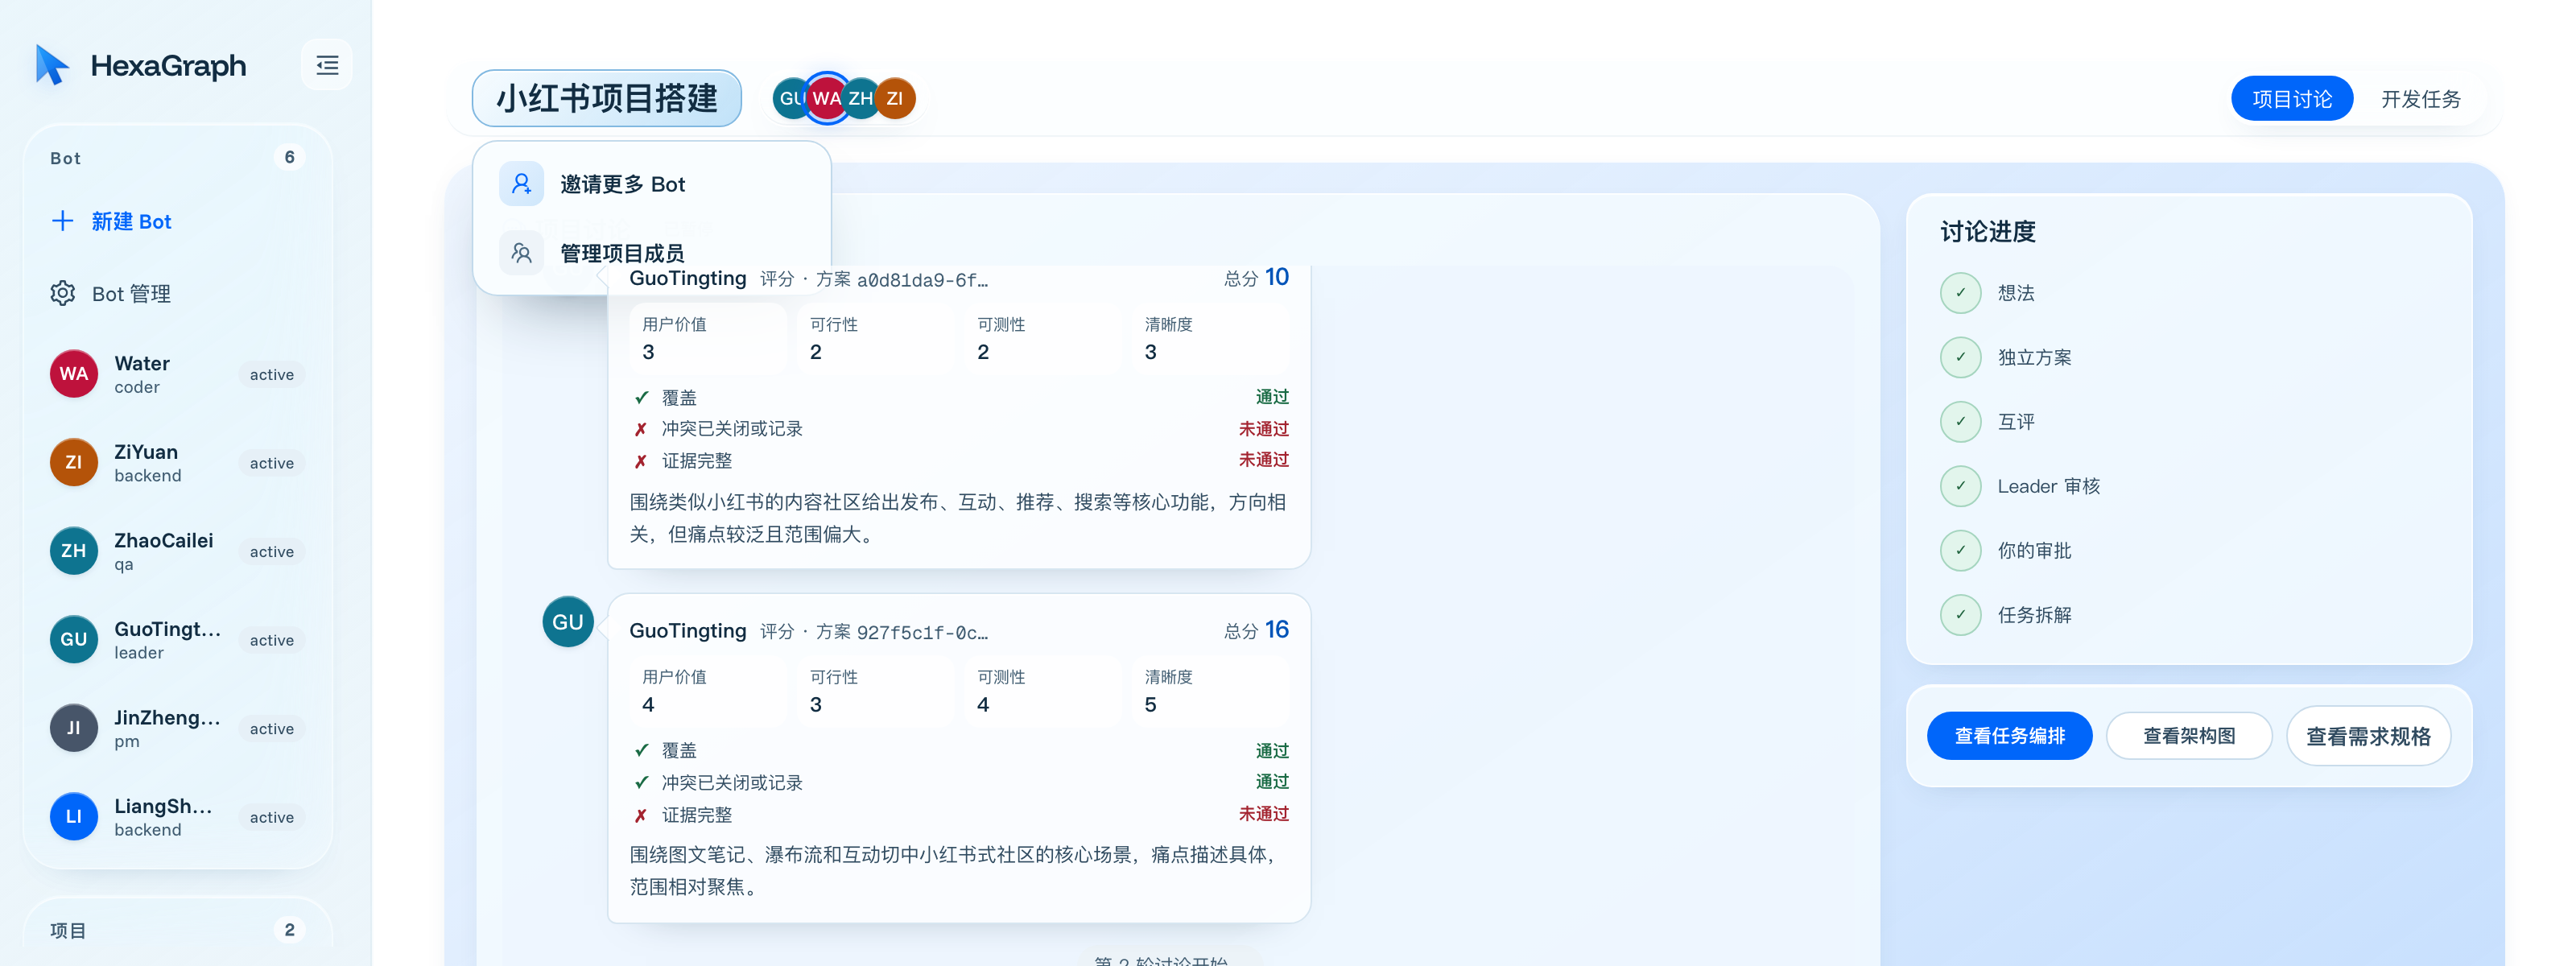 HexaGraph
Bot 6
新建 Bot
Bot 管理
WA Water active
coder
ZI ZiYuan active
backend
ZH ZhaoCailei active
qa
GU GuoTingt... active
leader
JI JinZheng... active
pm
LI LiangSh... active
backend
项目 2
小红书项目搭建 GU WA ZH ZI
项目讨论 开发任务
邀请更多 Bot
管理项目成员
GuoTingting 评分 · 方案 a0d81da9-6f… 总分 10
用户价值 可行性 可测性 清晰度
3 2 2 3
✓ 覆盖 通过
✗ 冲突已关闭或记录 未通过
✗ 证据完整 未通过
围绕类似小红书的内容社区给出发布、互动、推荐、搜索等核心功能，方向相
关，但痛点较泛且范围偏大。
GU GuoTingting 评分 · 方案 927f5c1f-0c… 总分 16
用户价值 可行性 可测性 清晰度
4 3 4 5
✓ 覆盖 通过
✓ 冲突已关闭或记录 通过
✗ 证据完整 未通过
围绕图文笔记、瀑布流和互动切中小红书式社区的核心场景，痛点描述具体，
范围相对聚焦。
第 2 轮讨论开始
讨论进度
✓ 想法
✓ 独立方案
✓ 互评
✓ Leader 审核
✓ 你的审批
✓ 任务拆解
查看任务编排 查看架构图 查看需求规格